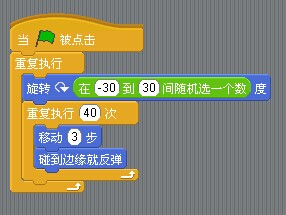 当 被点击
重复执行
旋转 在 -30 到 30 间随机选一个数 度
重复执行 40 次
移动 3 步
碰到边缘就反弹